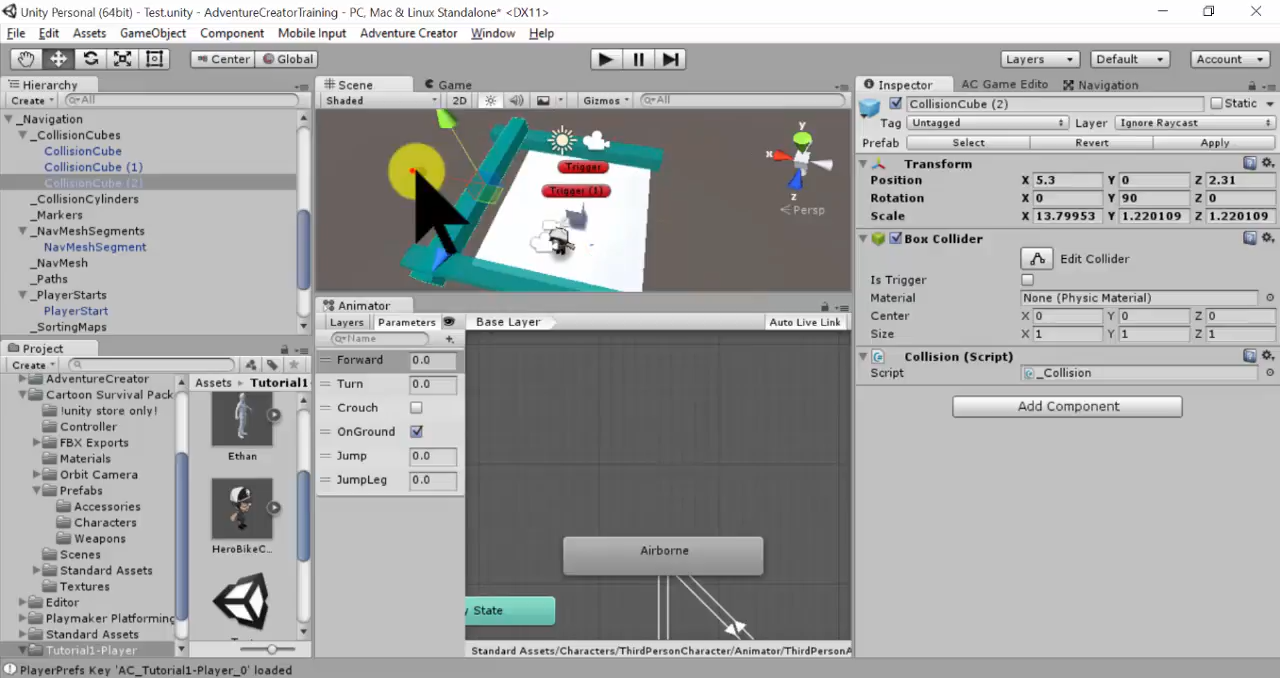 Unity Personal (64bit) - Test.unity - AdventureCreatorTraining - PC, Mac & Linux Standalone* <DX11>
File Edit Assets GameObject Component Mobile Input Adventure Creator Window Help
Center Global Layers Default Account
Hierarchy
Create All
_Navigation
_CollisionCubes
CollisionCube
CollisionCube (1)
CollisionCube (2)
_CollisionCylinders
_Markers
_NavMeshSegments
NavMeshSegment
_NavMesh
_Paths
_PlayerStarts
PlayerStart
_SortingMaps
Scene Game
Shaded 2D Gizmos All
Trigger
Trigger (1)
y
x
z
Persp
Inspector AC Game Edito Navigation
CollisionCube (2) Static
Tag Untagged Layer Ignore Raycast
Prefab Select Revert Apply
Transform
Position X 5.3 Y 0 Z 2.31
Rotation X 0 Y 90 Z 0
Scale X 13.79953 Y 1.220109 Z 1.220109
Box Collider
Edit Collider
Is Trigger
Material None (Physic Material)
Center X 0 Y 0 Z 0
Size X 1 Y 1 Z 1
Collision (Script)
Script _Collision
Add Component
Project
Create
AdventureCreator
Cartoon Survival Pack
!unity store only!
Controller
FBX Exports
Materials
Orbit Camera
Prefabs
Accessories
Characters
Weapons
Scenes
Standard Assets
Textures
Editor
Playmaker Platforming
Standard Assets
Tutorial1-Player
Assets Tutorial1-
Ethan
HeroBikeC...
Animator
Layers Parameters Base Layer Auto Live Link
Name
Forward 0.0
Turn 0.0
Crouch
OnGround
Jump 0.0
JumpLeg 0.0
Airborne
y State
Standard Assets/Characters/ThirdPersonCharacter/Animator/ThirdPersonA
PlayerPrefs Key 'AC_Tutorial1-Player_0' loaded